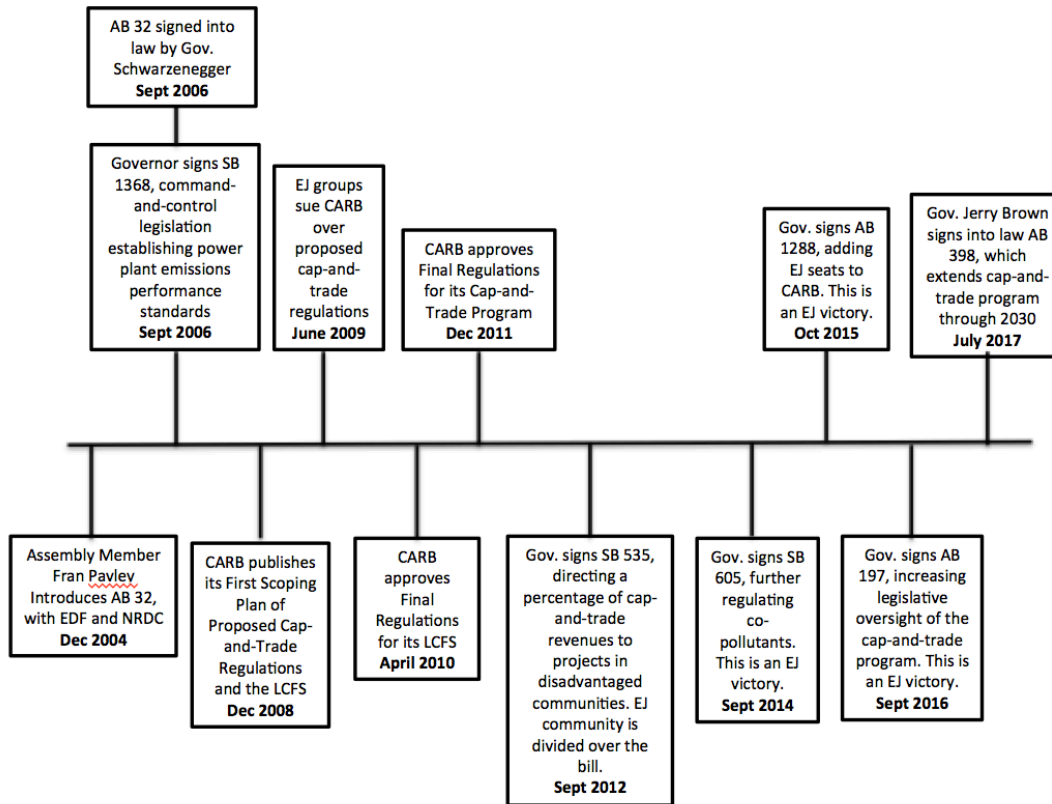 AB 32 signed into
law by Gov.
Schwarzenegger
Sept 2006
Governor signs SB
1368, command-
and-control
legislation
establishing power
plant emissions
performance
standards
Sept 2006
EJ groups
sue CARB
over
proposed
cap-and-
trade
regulations
June 2009
CARB approves
Final Regulations
for its Cap-and-
Trade Program
Dec 2011
Gov. signs AB
1288, adding
EJ seats to
CARB. This is
an EJ victory.
Oct 2015
Gov. Jerry Brown
signs into law AB
398, which
extends cap-and-
trade program
through 2030
July 2017
Assembly Member
Fran Pavley
Introduces AB 32,
with EDF and NRDC
Dec 2004
CARB publishes
its First Scoping
Plan of
Proposed Cap-
and-Trade
Regulations
and the LCFS
Dec 2008
CARB
approves
Final
Regulations
for its LCFS
April 2010
Gov. signs SB 535,
directing a
percentage of cap-
and-trade
revenues to
projects in
disadvantaged
communities. EJ
community is
divided over the
bill.
Sept 2012
Gov. signs SB
605, further
regulating
co-
pollutants.
This is an EJ
victory.
Sept 2014
Gov. signs AB
197, increasing
legislative
oversight of the
cap-and-trade
program. This is
an EJ victory.
Sept 2016